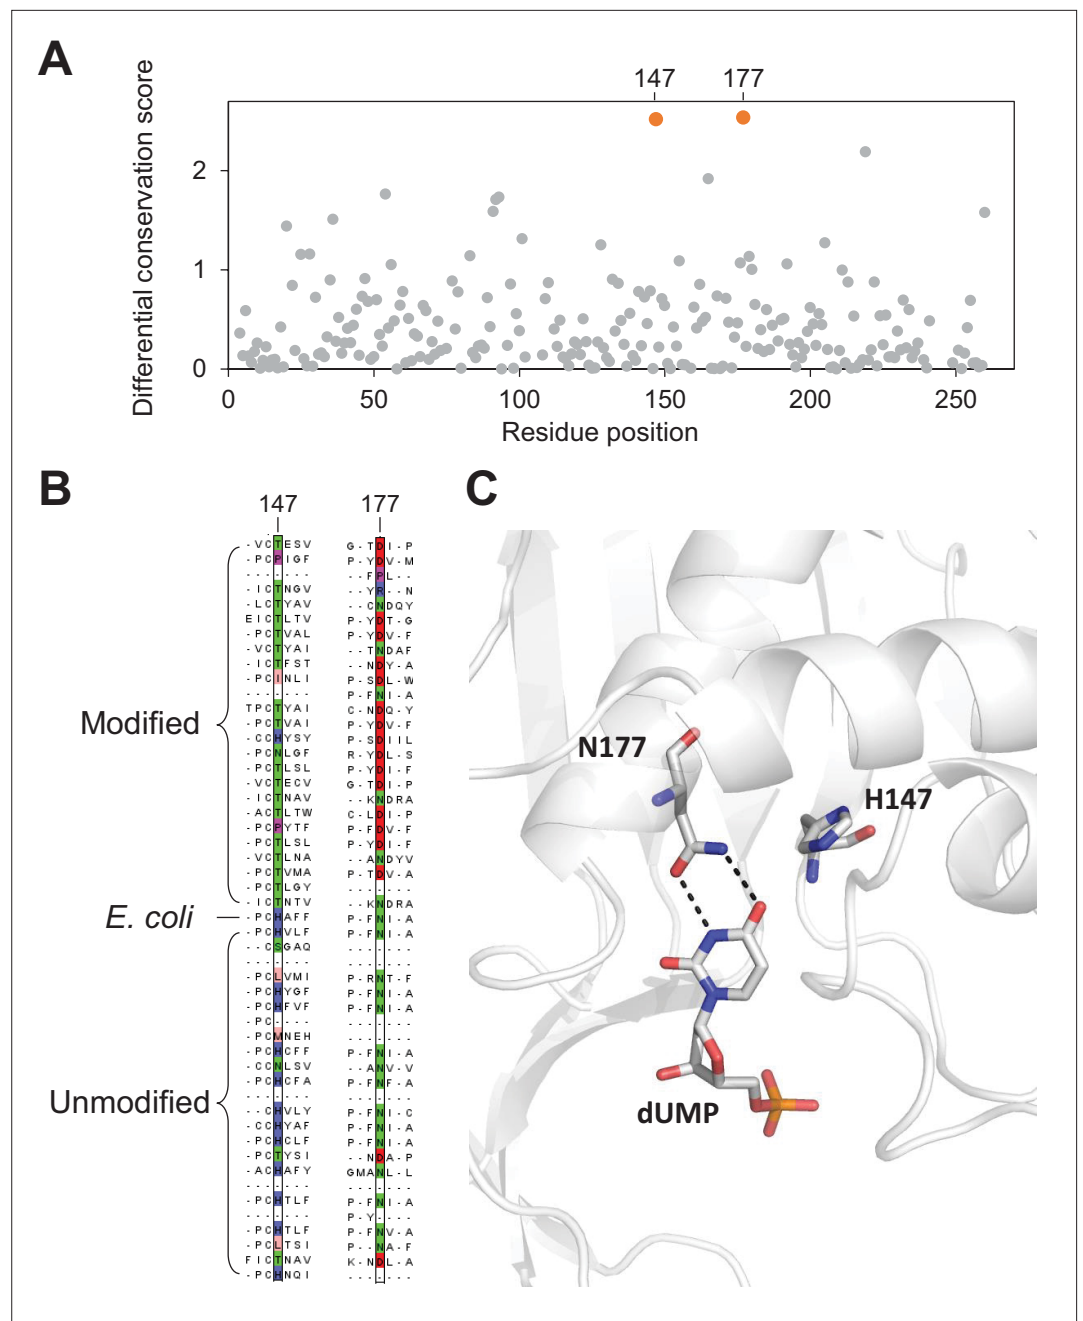 A
147 177
Differential conservation score
2
1
0
0 50 100 150 200 250
Residue position
B
147 177
Modified
E. coli
Unmodified
- V C T E S V G - T D I - P
- P C P I G F P - Y D V - M
- - - - - - - - - F P L - -
- I C T N G V - - Y R - - N
- L C T Y A V - - C N D Q Y
E I C T L T V P - Y D T - G
- P C T V A L P - Y D V - F
- V C T Y A I - - T N D A F
- I C T F S T - - N D Y - A
- P C I N L I P - S D L - W
- - - - - - - P - F N I - A
T P C T Y A I C - N D Q - Y
- P C T V A I P - Y D V - F
- C C H Y S Y P - S D I I L
- P C N L G F R - Y D L - S
- P C T L S L P - Y D I - F
- V C T E C V G - T D I - P
- I C T N A V - - K N D R A
- A C T L T W C - L D I - P
- P C P Y T F P - F D V - F
- P C T L S L P - Y D I - F
- V C T L N A - - A N D Y V
- P C T V M A P - T D V - A
- P C T L G Y - - - - - - -
- I C T N T V - - K N D R A
- P C H A F F P - F N I - A
- P C H V L F P - F N I - A
- - C S G A Q - - - - - - -
- - - - - - - - - - - - - -
- P C L V M I P - R N T - F
- P C H Y G F P - F N I - A
- P C H F V F P - F N I - A
- P C - - - - - - - - - - -
- P C M N E H - - - - - - -
- P C H C F F P - F N I - A
- C C N L S V - - A N V - V
- P C H C F A P - F N F - A
- - - - - - - - - - - - - -
- - C H V L Y P - F N I - C
- C C H Y A F P - F N I - A
- P C H C L F P - F N I - A
- P C T Y S I - - N D A - P
- A C H A F Y G M A N L - L
- - - - - - - - - - - - - -
- P C H T L F P - F N I - A
- - - - - - - P - Y - - - -
- P C H T L F P - F N V - A
- P C L T S I P - - N A - F
F I C T N A V K - N D L - A
- P C H N Q I - - - - - - -
C
N177
H147
dUMP